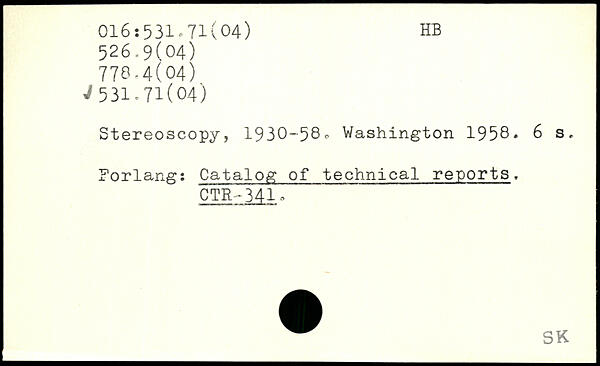 016:531.71(04) HB
526.9(04)
778.4(04)
✓531.71(04)
Stereoscopy, 1930-58. Washington 1958. 6 s.
Forlang: Catalog of technical reports.
CTR-341.
SK